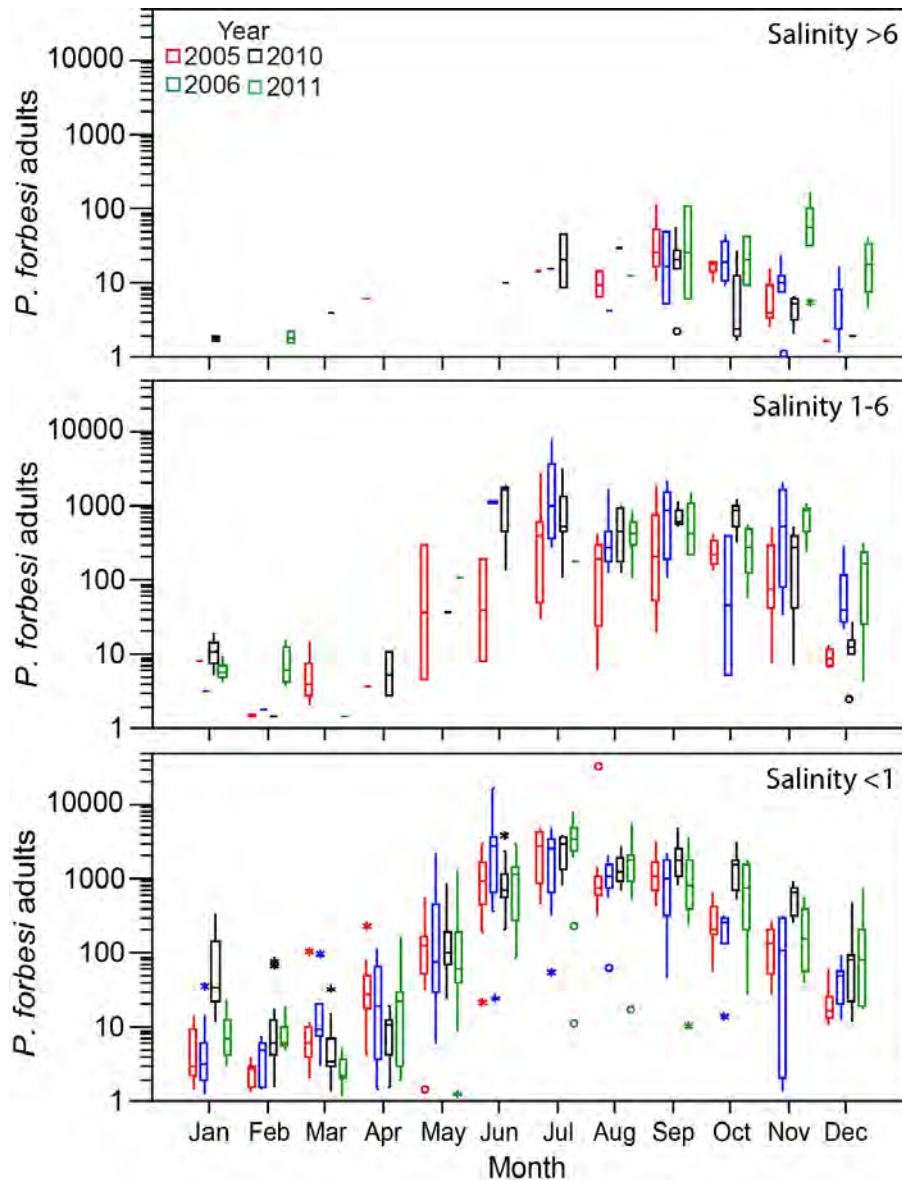 Year
2005 2010
2006 2011
Salinity >6
10000
1000
100
10
1
P. forbesi adults
Salinity 1-6
10000
1000
100
10
1
P. forbesi adults
Salinity <1
10000
1000
100
10
1
P. forbesi adults
Jan Feb Mar Apr May Jun Jul Aug Sep Oct Nov Dec
Month